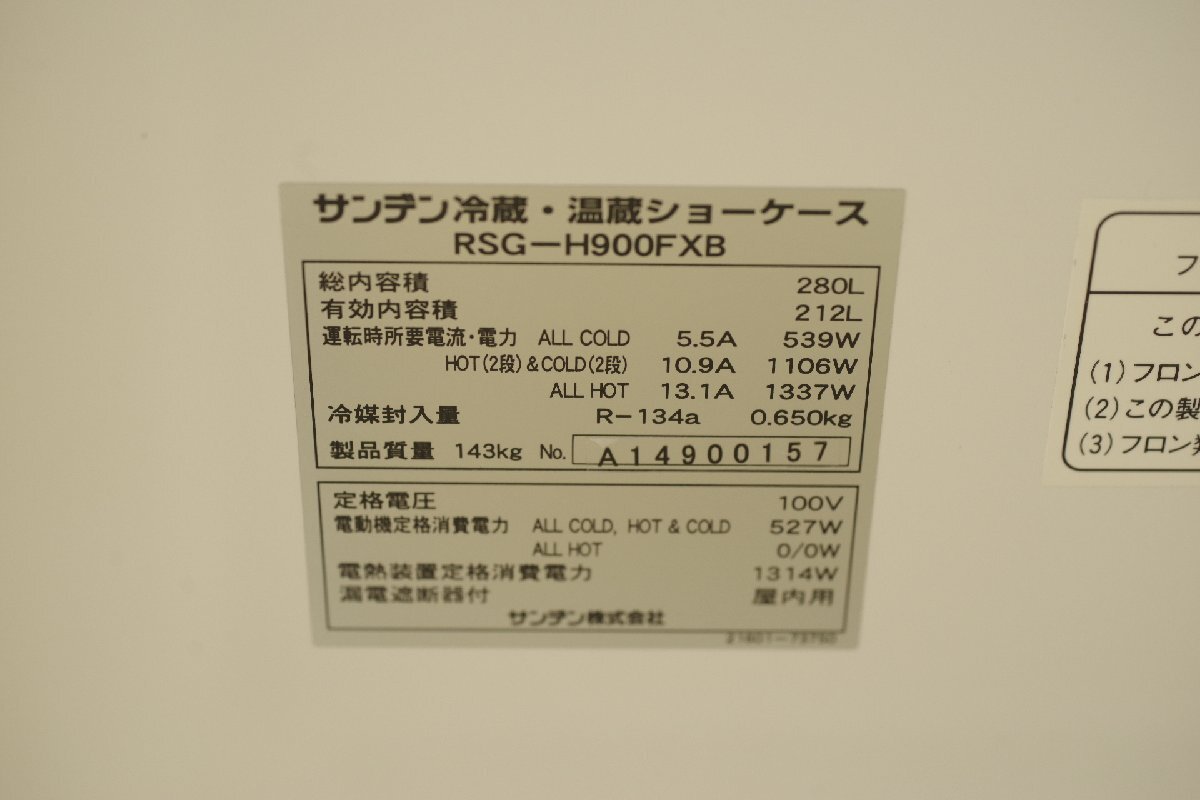 サンデン冷蔵・温蔵ショーケース
RSG−H900FXB
総内容積 280L
有効内容積 212L
運転時所要電流・電力 ALL COLD 5.5A 539W
HOT(2段)&COLD(2段) 10.9A 1106W
ALL HOT 13.1A 1337W
冷媒封入量 R−134a 0.650kg
製品質量 143kg No. A14900157
定格電圧 100V
電動機定格消費電力 ALL COLD, HOT & COLD 527W
ALL HOT 0/0W
電熱装置定格消費電力 1314W
漏電遮断器付 屋内用
サンデン株式会社
フ
この
(1)フロン
(2)この製
(3)フロン類